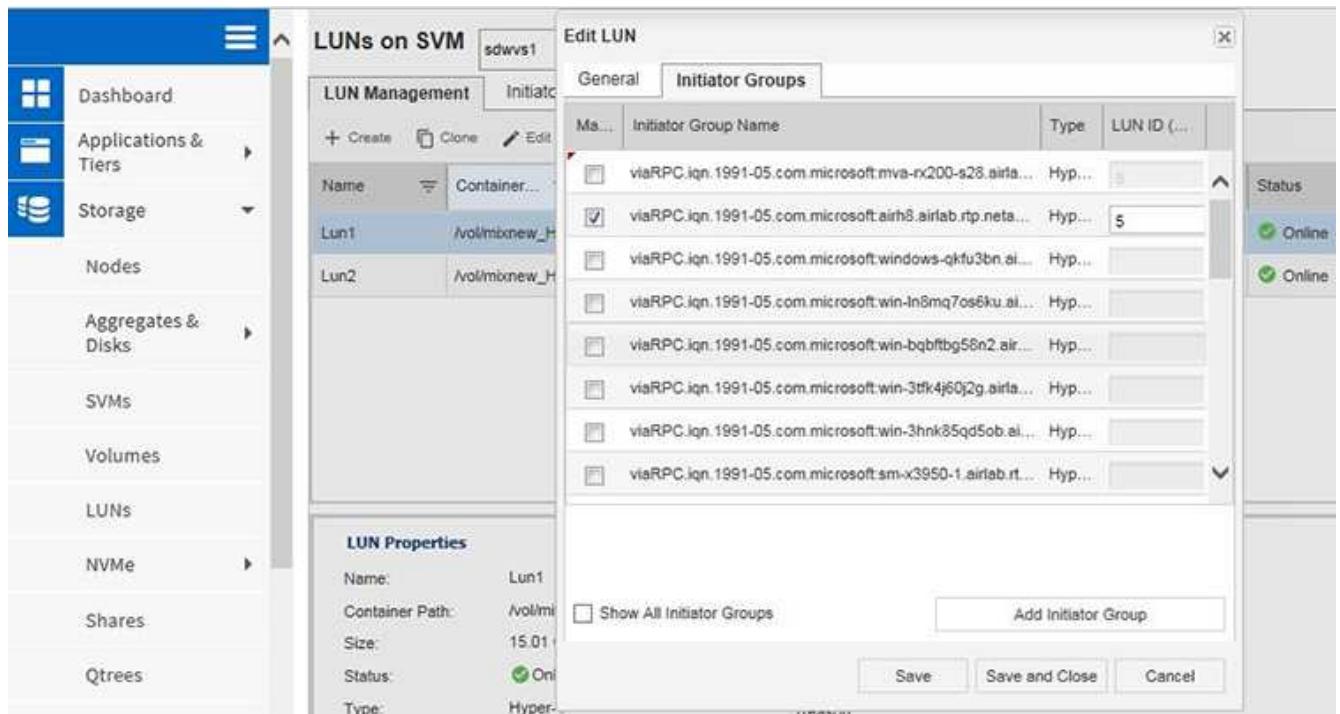 LUNs on SVM
sdwvs1
Edit LUN
General
Initiator Groups
Dashboard
LUN Management
Initiato
Ma...
Initiator Group Name
Type
LUN ID (...
Applications &
Tiers
Create
Clone
Edit
viaRPC.iqn.1991-05.com.microsoft:mva-rx200-s28.airla...
Hyp...
Name
Container...
Status
Storage
viaRPC.iqn.1991-05.com.microsoft:airh8.airlab.rtp.neta...
Hyp...
5
Lun1
/vol/mixnew_H
Online
Nodes
viaRPC.iqn.1991-05.com.microsoft:windows-qkfu3bn.ai...
Hyp...
Lun2
/vol/mixnew_H
Online
viaRPC.iqn.1991-05.com.microsoft:win-ln8mq7os6ku.ai...
Hyp...
Aggregates &
Disks
viaRPC.iqn.1991-05.com.microsoft:win-bqbftbg58n2.air...
Hyp...
viaRPC.iqn.1991-05.com.microsoft:win-3tfk4j60j2g.airla...
Hyp...
SVMs
viaRPC.iqn.1991-05.com.microsoft:win-3hnk85qd5ob.ai...
Hyp...
Volumes
viaRPC.iqn.1991-05.com.microsoft:sm-x3950-1.airlab.rt...
Hyp...
LUNs
LUN Properties
NVMe
Name:
Lun1
Container Path:
/vol/mi
Show All Initiator Groups
Add Initiator Group
Shares
Size:
15.01
Qtrees
Status:
Onl
Save
Save and Close
Cancel
Type:
Hyper-